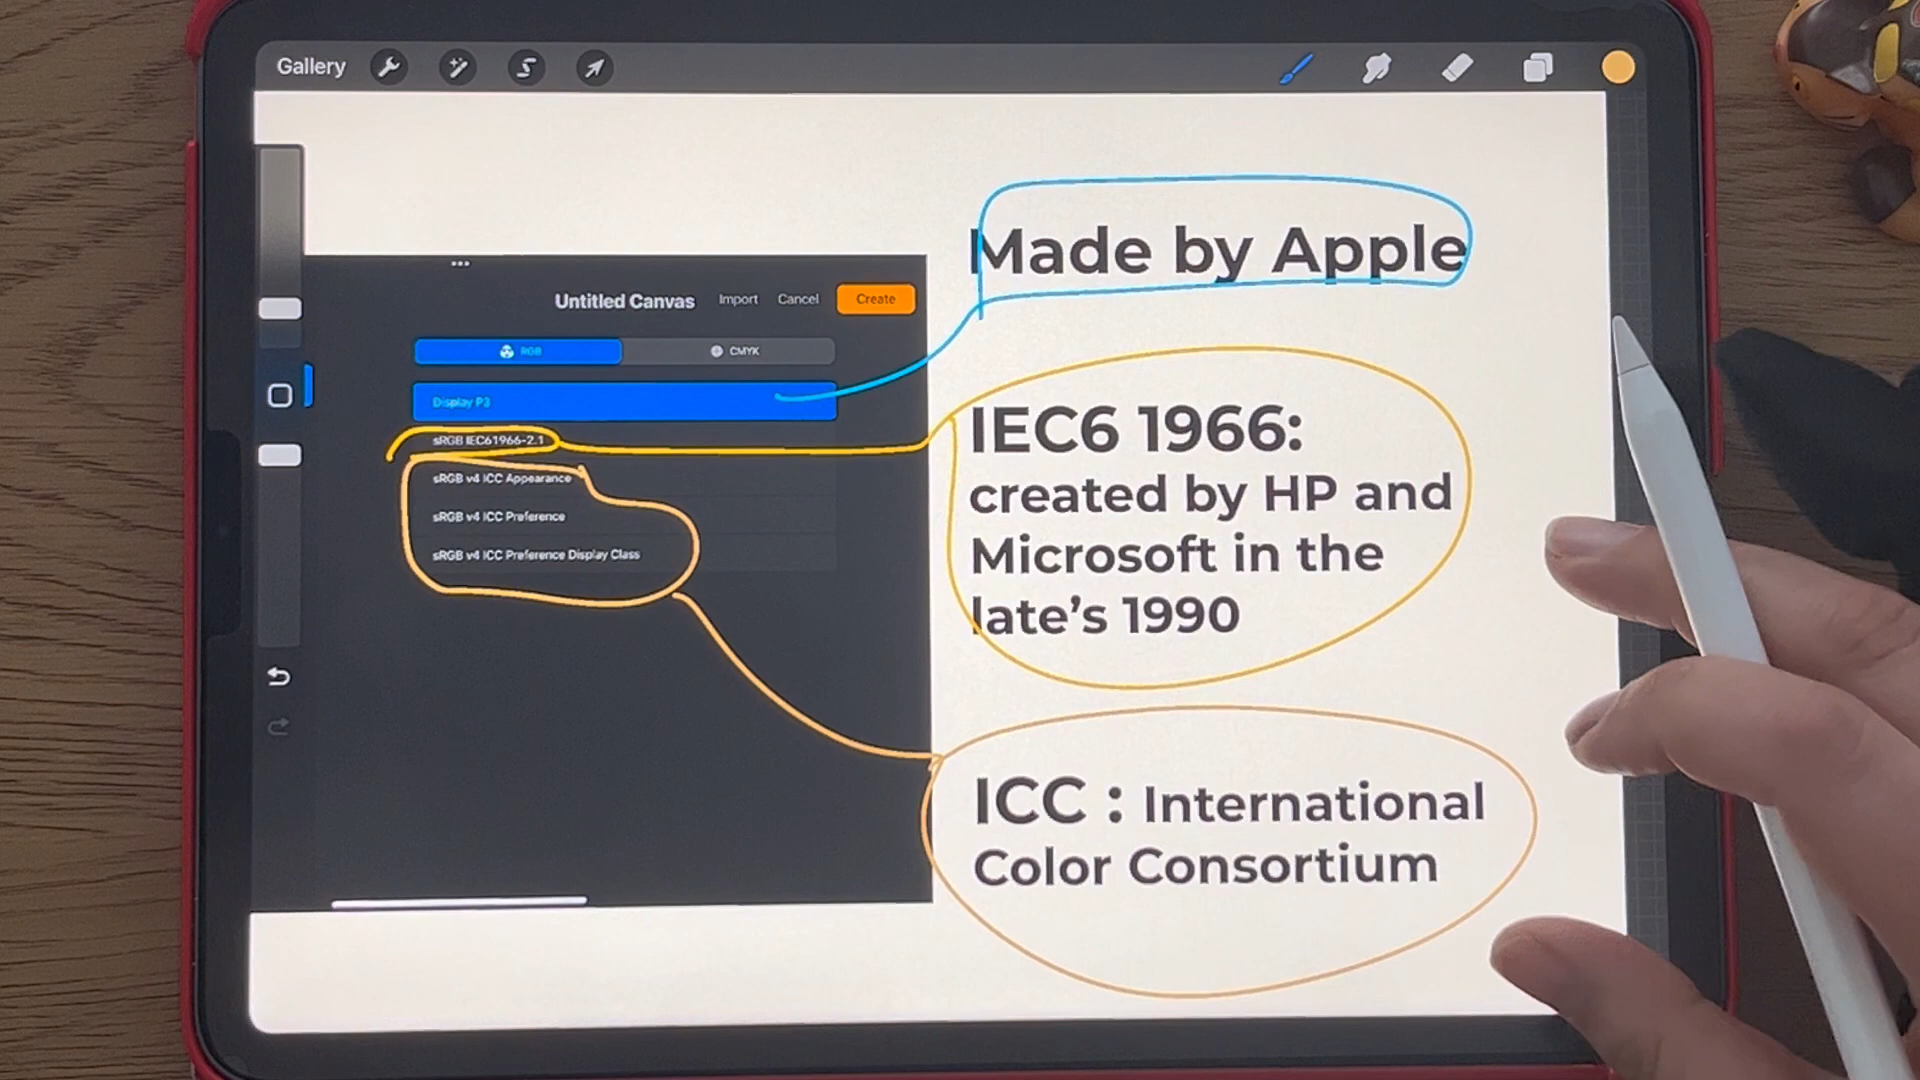 Gallery
Made by Apple
Untitled Canvas Import Cancel Create
RGB CMYK
Display P3
sRGB IEC61966-2.1
sRGB v4 ICC Appearance
sRGB v4 ICC Preference
sRGB v4 ICC Preference Display Class
IEC6 1966:
created by HP and
Microsoft in the
late’s 1990
ICC : International
Color Consortium